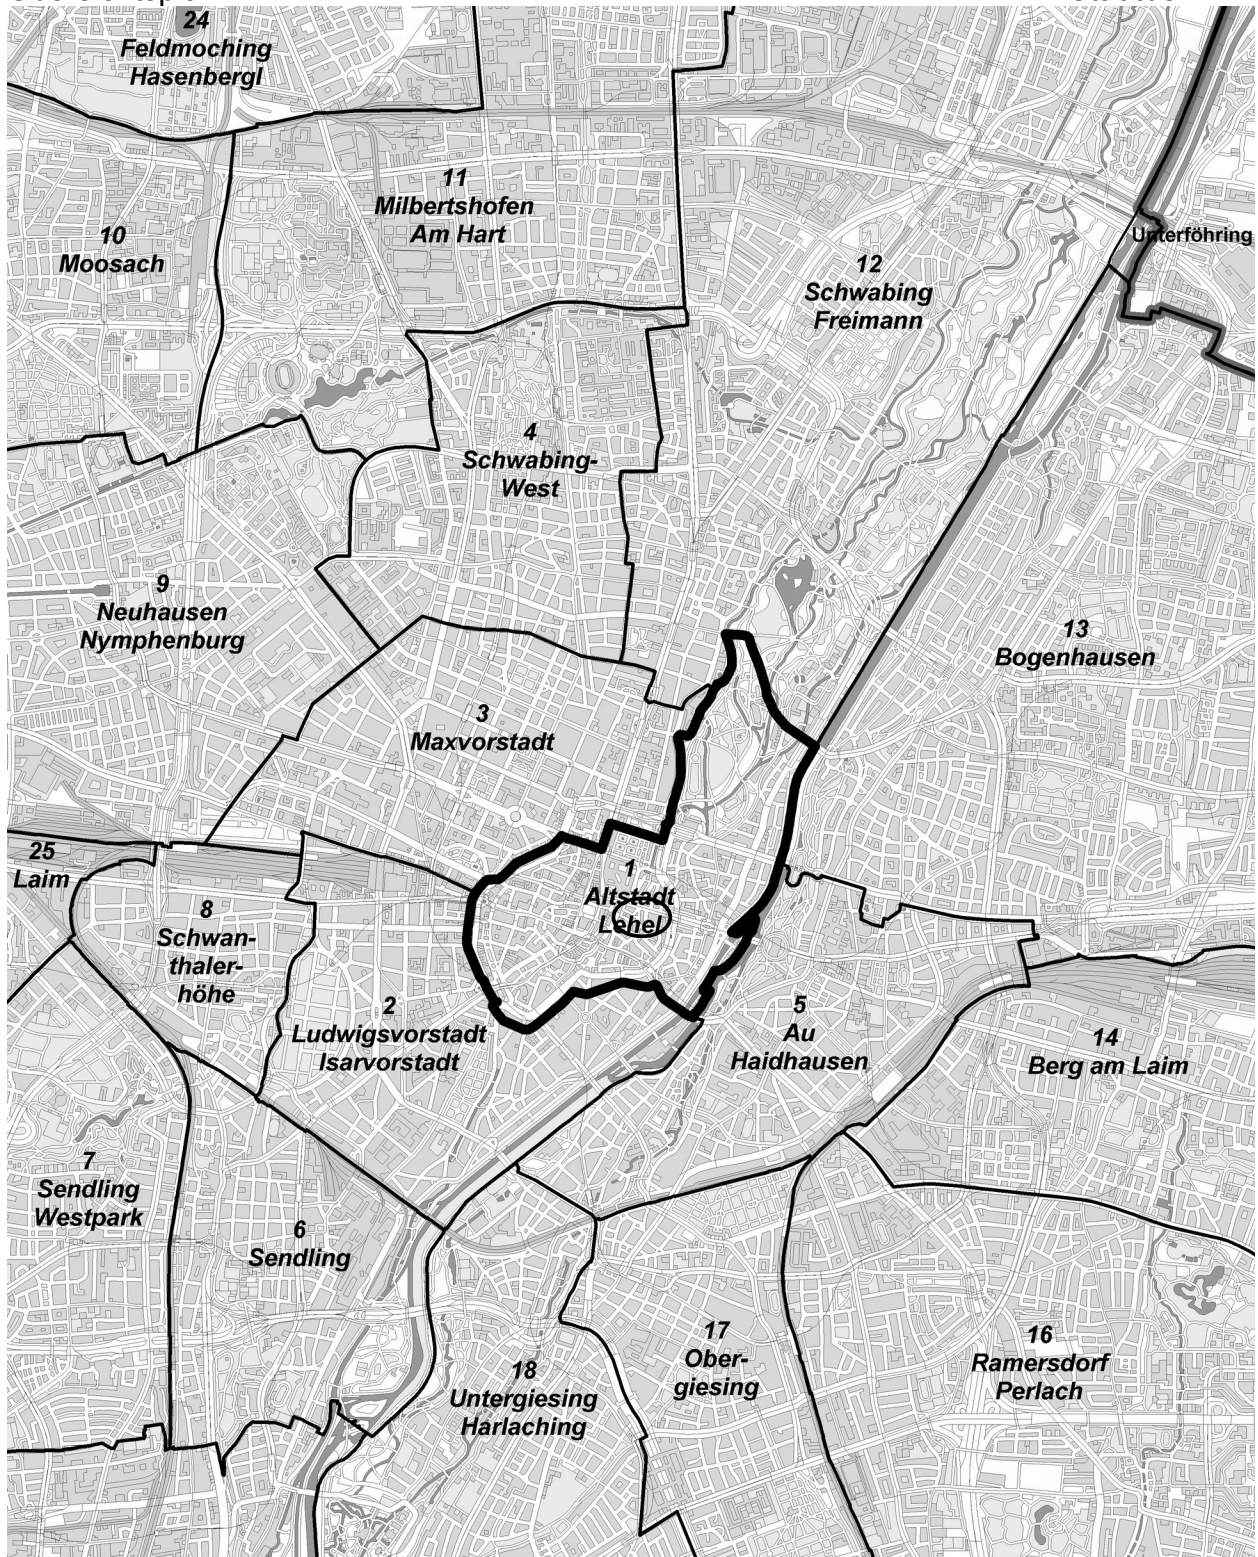 24
Feldmoching
Hasenbergl
11
Milbertshofen
Am Hart
10
Moosach
Unterföhring
12
Schwabing
Freimann
4
Schwabing-
West
9
Neuhausen
Nymphenburg
13
Bogenhausen
3
Maxvorstadt
25
Laim
1
Altstadt
Lehel
8
Schwan-
thaler-
höhe
2
Ludwigsvorstadt
Isarvorstadt
5
Au
Haidhausen
14
Berg am Laim
7
Sendling
Westpark
6
Sendling
17
Ober-
giesing
16
Ramersdorf
Perlach
18
Untergiesing
Harlaching